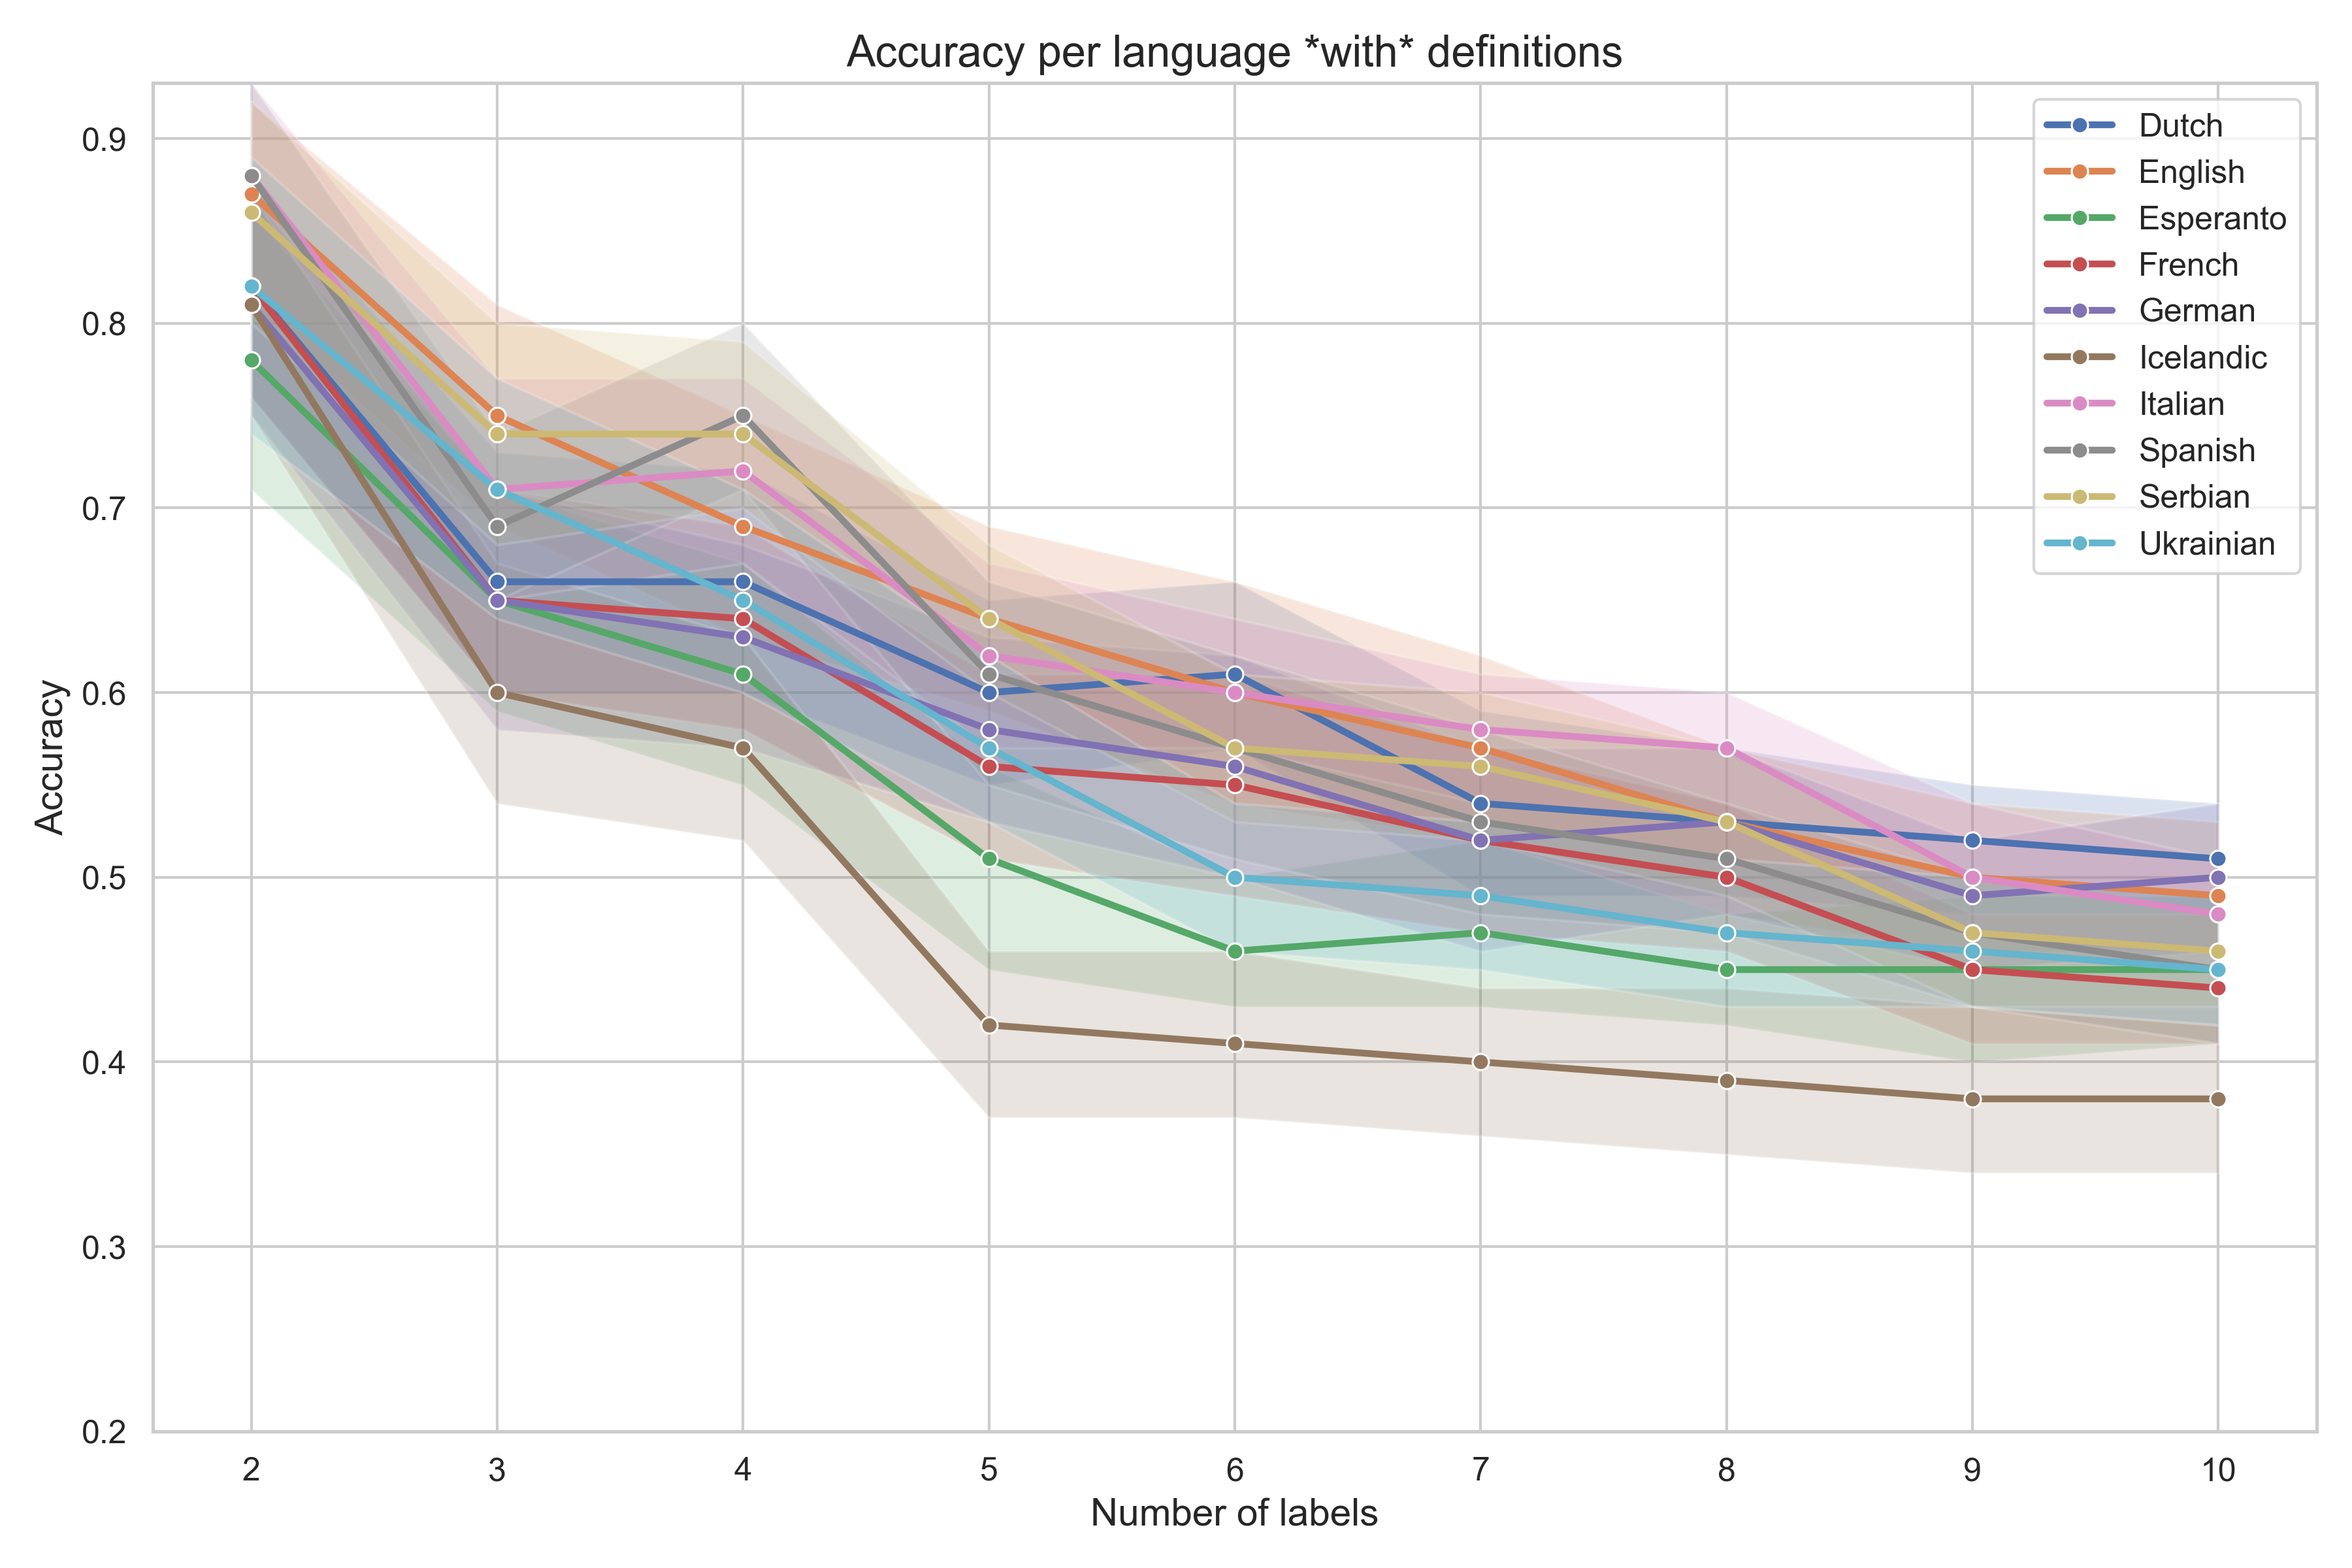 Accuracy per language *with* definitions
0.9
0.8
0.7
0.6
0.5
0.4
0.3
0.2
Accuracy
2 3 4 5 6 7 8 9 10
Number of labels
Dutch
English
Esperanto
French
German
Icelandic
Italian
Spanish
Serbian
Ukrainian